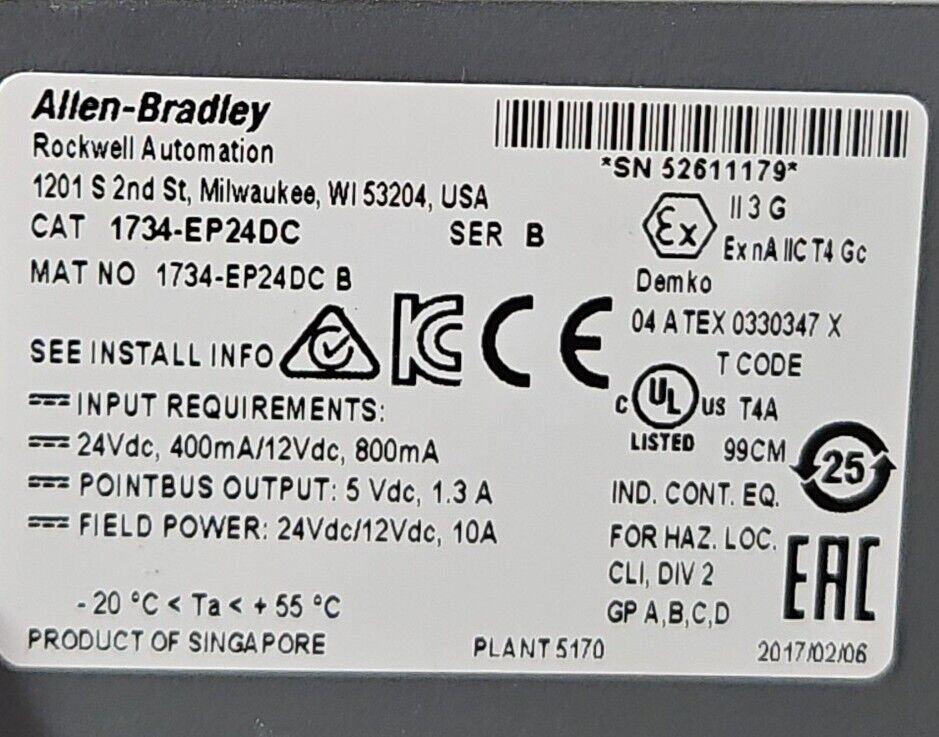 Allen-Bradley
Rockwell Automation
1201 S 2nd St, Milwaukee, WI 53204, USA
CAT 1734-EP24DC SER B
MAT NO 1734-EP24DC B
*SN 52611179*
Ex
II 3 G
Ex nA IIC T4 Gc
Demko
04 ATEX 0330347 X
SEE INSTALL INFO
KC
CE
T CODE
C UL US T4A
LISTED 99CM
25
INPUT REQUIREMENTS:
24Vdc, 400mA/12Vdc, 800mA
POINTBUS OUTPUT: 5 Vdc, 1.3 A
FIELD POWER: 24Vdc/12Vdc, 10A
IND. CONT. EQ.
FOR HAZ. LOC.
CLI, DIV 2
GP A,B,C,D
EAC
- 20 °C < Ta < + 55 °C
PRODUCT OF SINGAPORE
PLANT 5170
2017/02/06